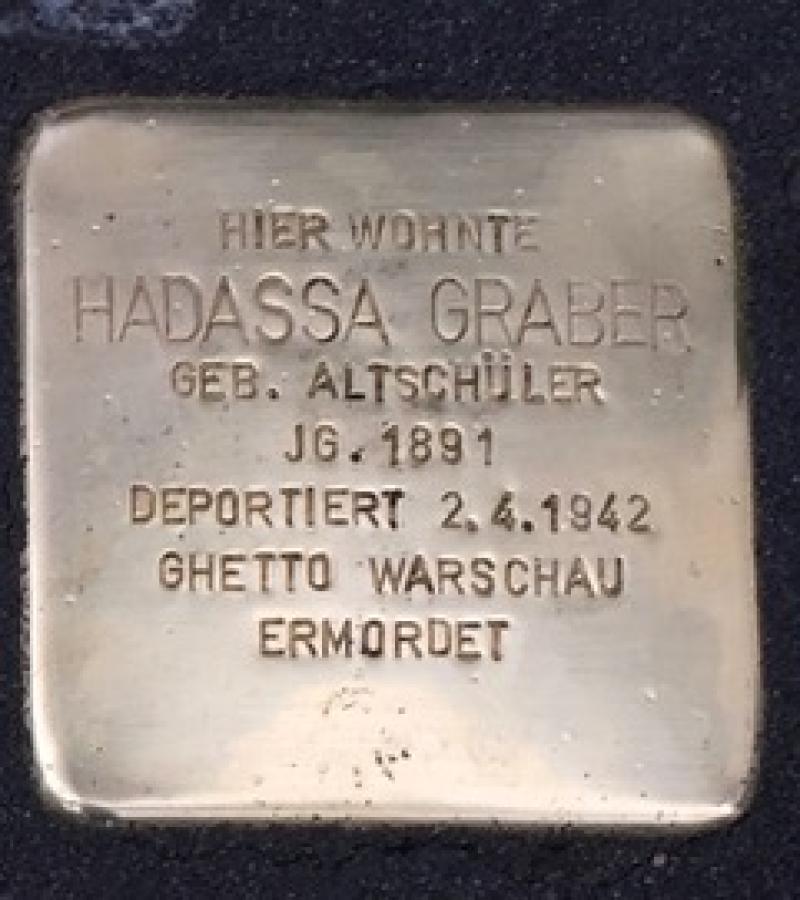 HIER WOHNTE
HADASSA GRABER
GEB. ALTSCHÜLER
JG. 1891
DEPORTIERT 2.4.1942
GHETTO WARSCHAU
ERMORDET